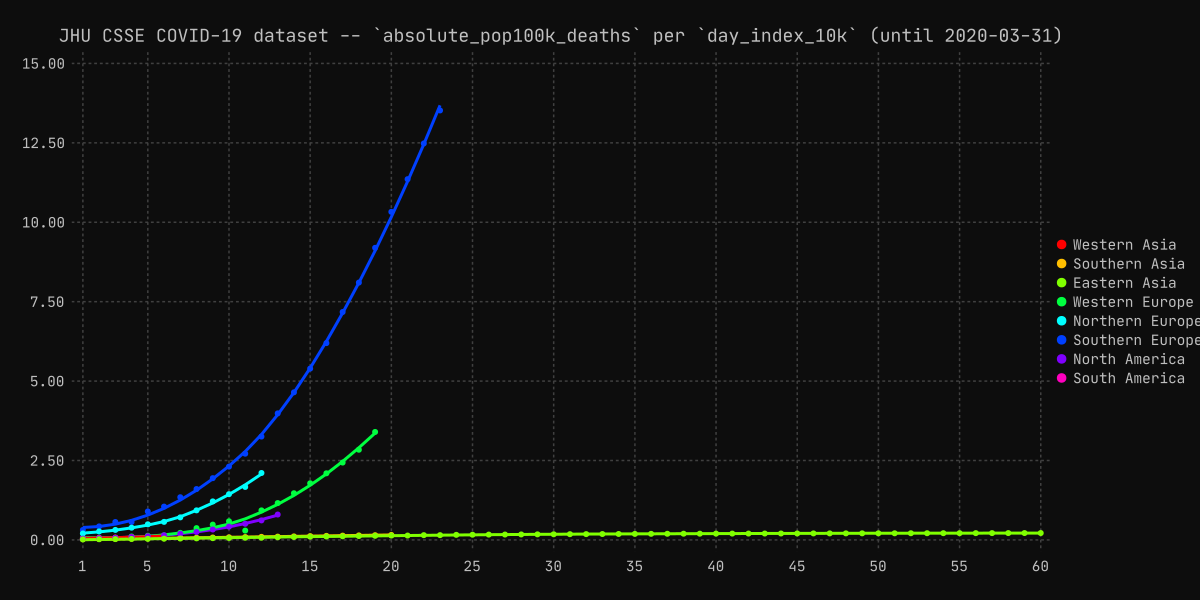 JHU CSSE COVID-19 dataset -- `absolute_pop100k_deaths` per `day_index_10k` (until 2020-03-31)
15.00
12.50
10.00
7.50
5.00
2.50
0.00
1 5 10 15 20 25 30 35 40 45 50 55 60
Western Asia
Southern Asia
Eastern Asia
Western Europe
Northern Europe
Southern Europe
North America
South America